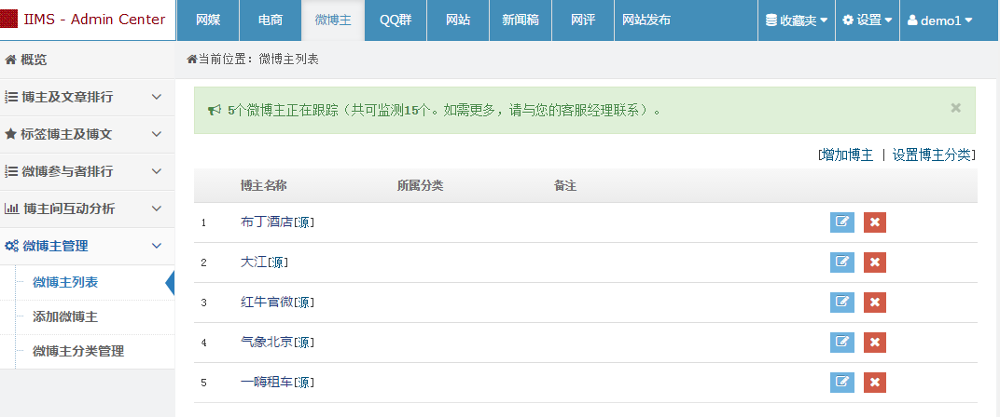 IIMS - Admin Center
网媒 电商 微博主 QQ群 网站 新闻稿 网评 网站发布 收藏夹 设置 demo1
概览
博主及文章排行
标签博主及博文
微博参与者排行
博主间互动分析
微博主管理
微博主列表
添加微博主
微博主分类管理
当前位置：微博主列表
5个微博主正在跟踪（共可监测15个。如需更多，请与您的客服经理联系）。
×
[增加博主 | 设置博主分类]
博主名称 所属分类 备注
1 布丁酒店[源]
2 大江[源]
3 红牛官微[源]
4 气象北京[源]
5 一嗨租车[源]